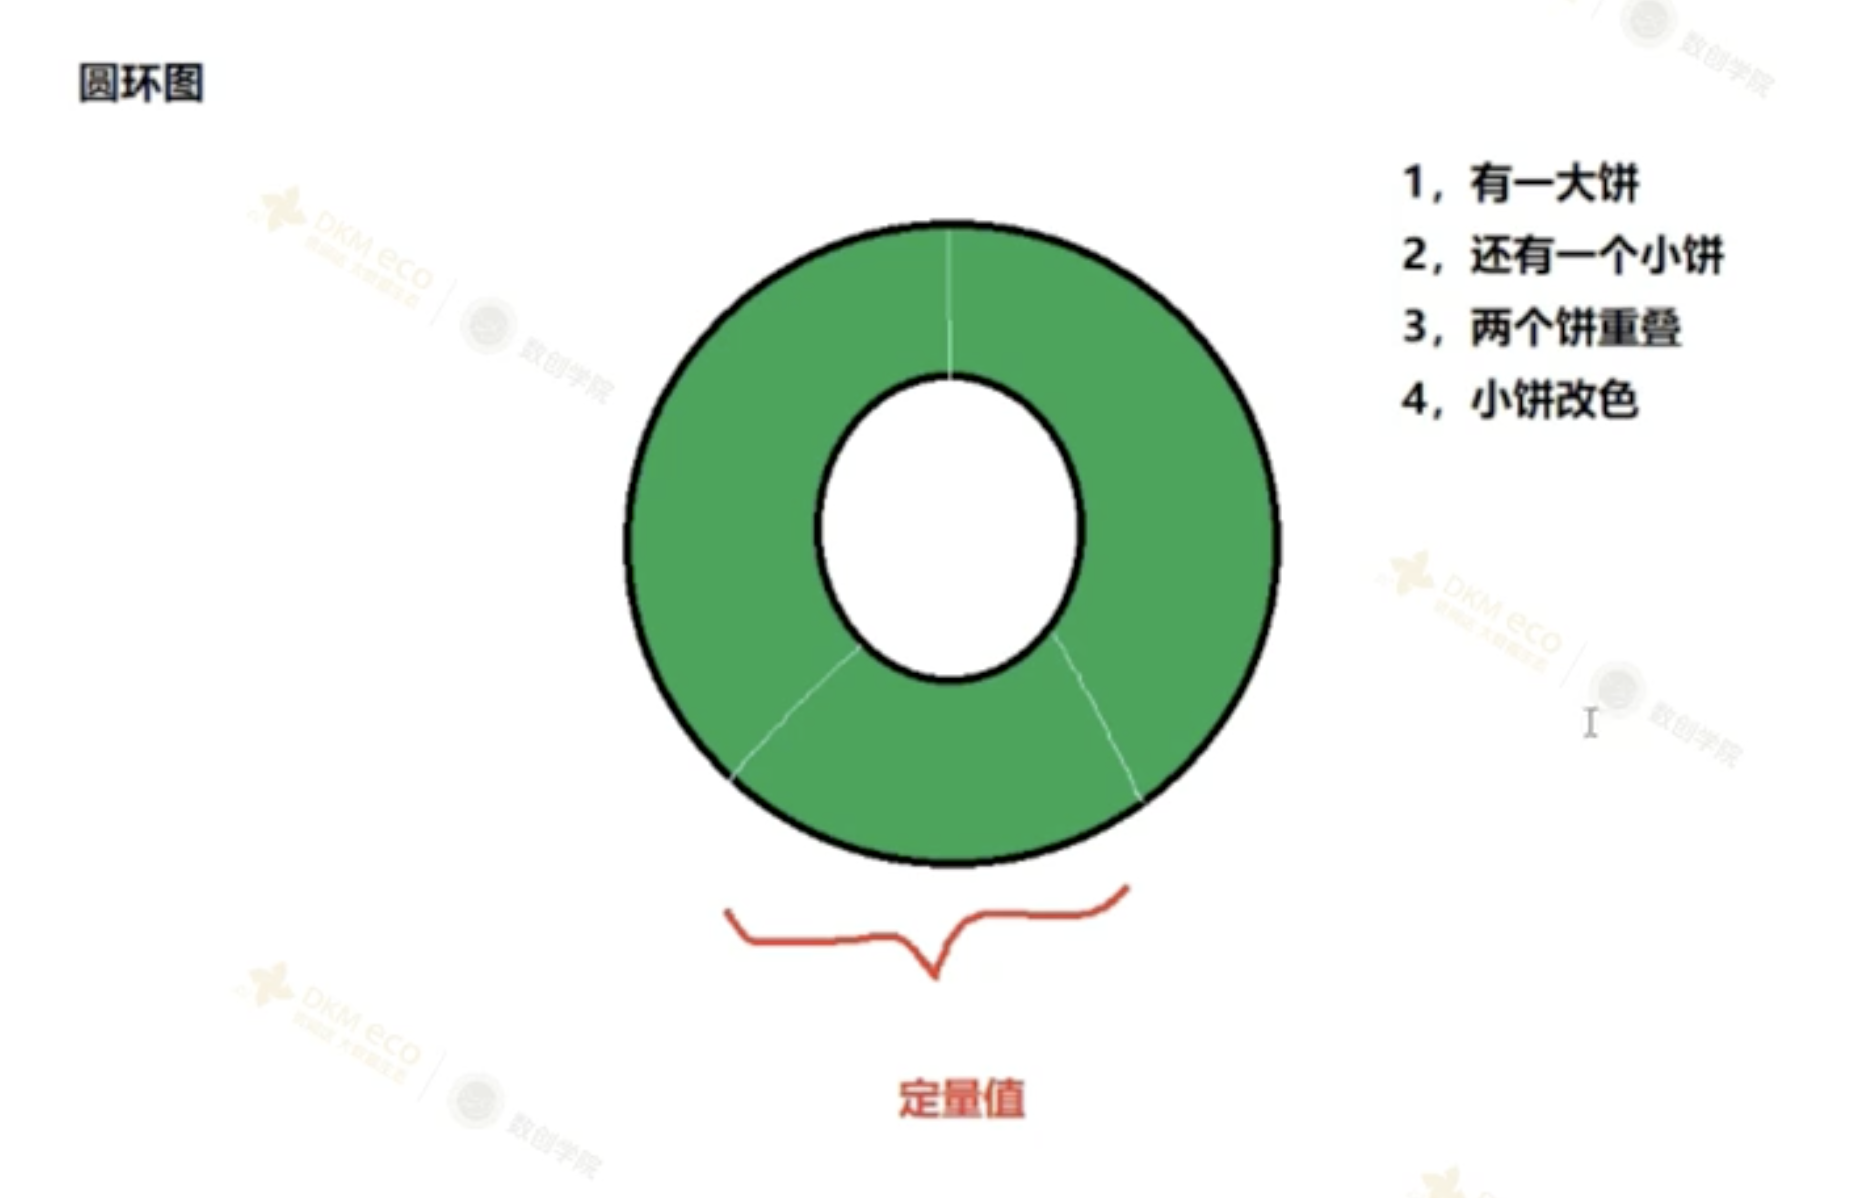 圆环图
1，有一大饼
2，还有一个小饼
3，两个饼重叠
4，小饼改色
定量值
DKM eco
数创学院
DKM eco
数创学院
DKM eco
数创学院
数创学院